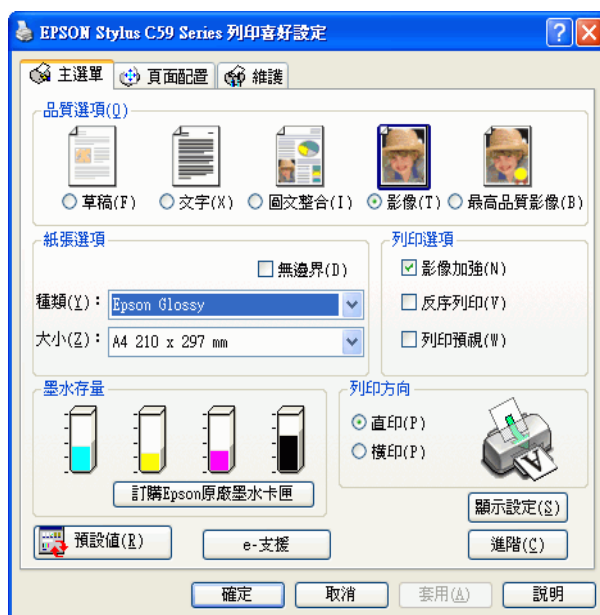 EPSON Stylus C59 Series 列印喜好設定
主選單
頁面配置
維護
品質選項(Q)
草稿(F)
文字(X)
圖文整合(I)
影像(T)
最高品質影像(B)
紙張選項
無邊界(D)
種類(Y):
Epson Glossy
大小(Z):
A4 210 x 297 mm
列印選項
影像加強(N)
反序列印(V)
列印預視(W)
墨水存量
訂購Epson原廠墨水卡匣
列印方向
直印(P)
橫印(P)
A
顯示設定(S)
預設值(R)
e-支援
進階(C)
確定
取消
套用(A)
說明